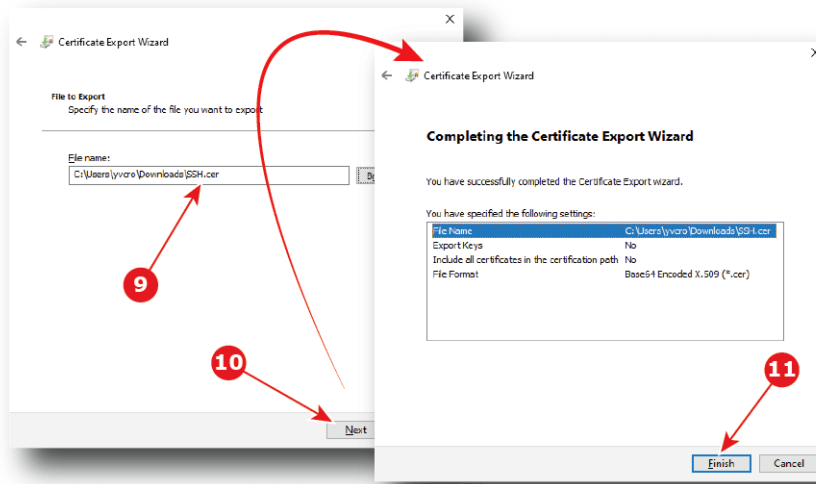 Certificate Export Wizard
File to Export
Specify the name of the file you want to export
File name:
C:\Users\yvcro\Downloads\SSH.cer
9
10
Next
Certificate Export Wizard
Completing the Certificate Export Wizard
You have successfully completed the Certificate Export wizard.
You have specified the following settings:
File Name C:\Users\yvcro\Downloads\SSH.cer
Export Keys No
Include all certificates in the certification path No
File Format Base64 Encoded X.509 (*.cer)
11
Finish Cancel